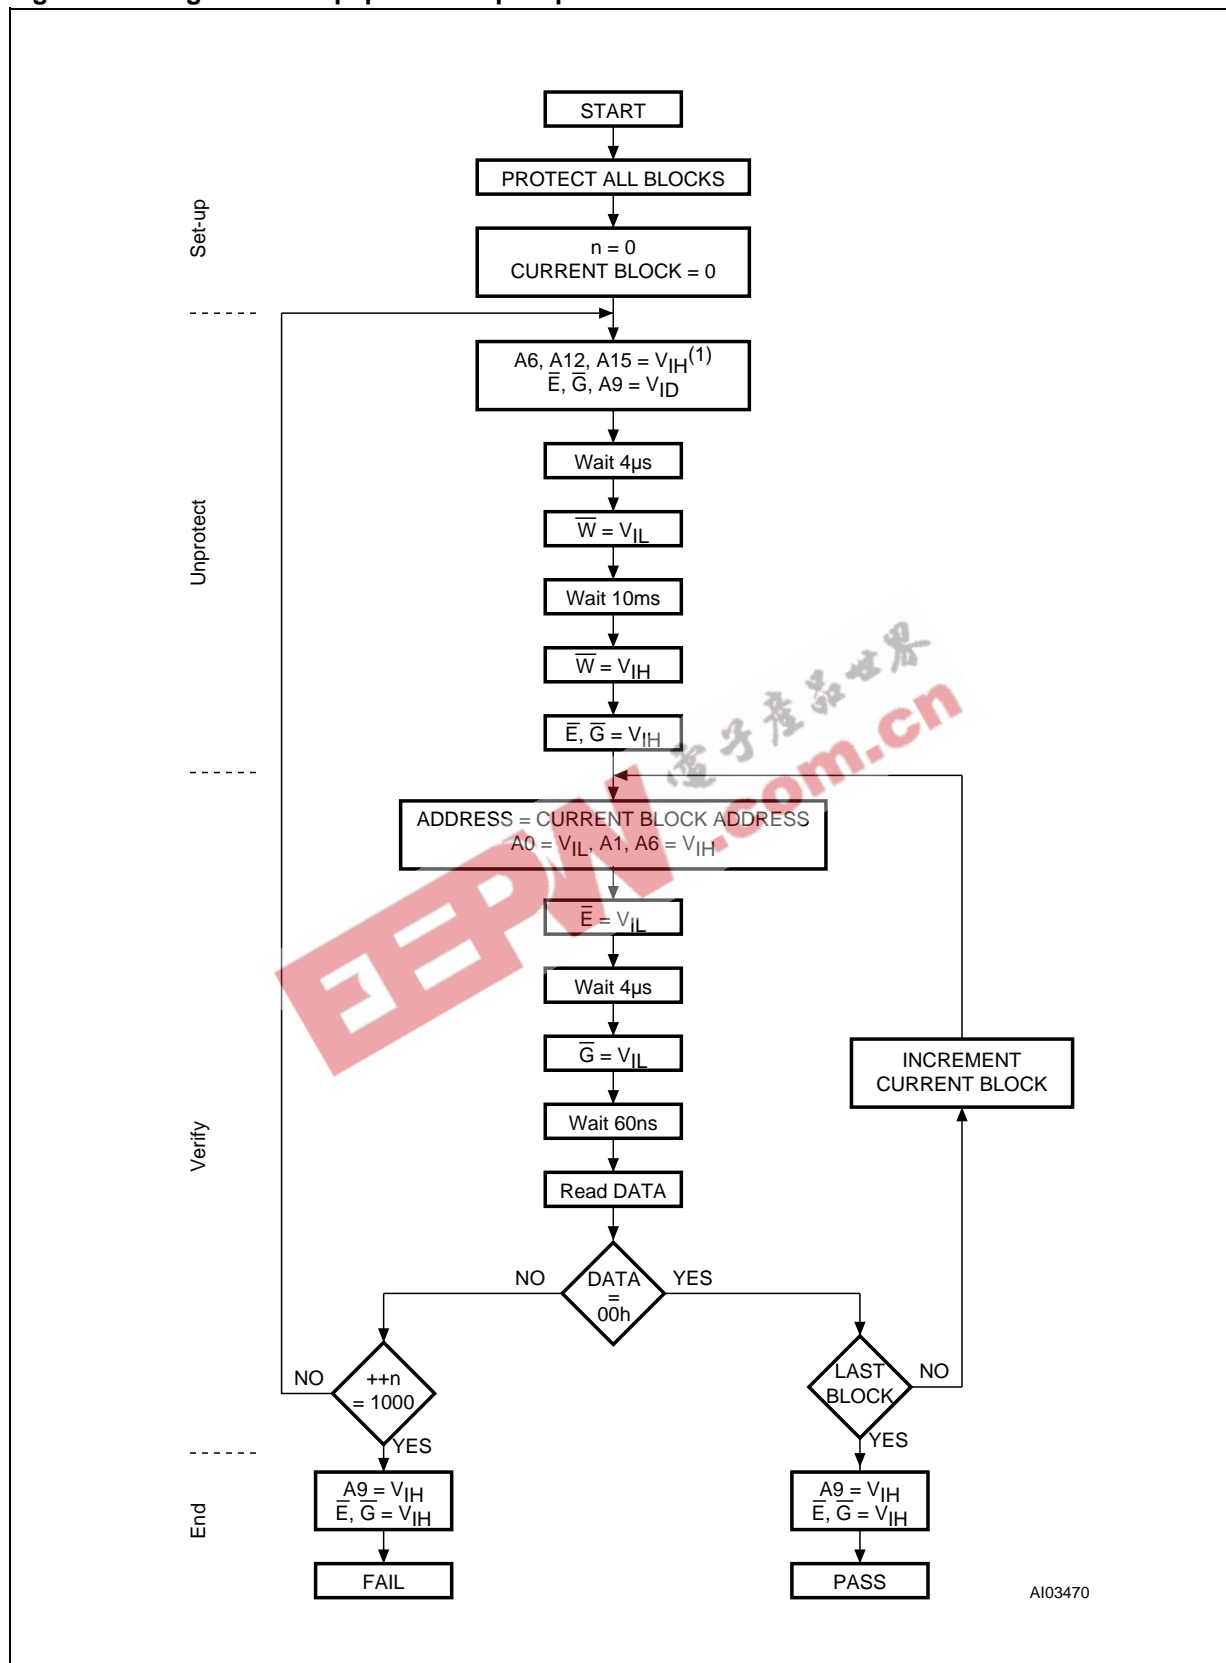 START
PROTECT ALL BLOCKS
Set-up
n = 0
CURRENT BLOCK = 0
A6, A12, A15 = VIH(1)
E̅, G̅, A9 = VID
Wait 4µs
Unprotect
W̅ = VIL
Wait 10ms
W̅ = VIH
E̅, G̅ = VIH
ADDRESS = CURRENT BLOCK ADDRESS
A0 = VIL, A1, A6 = VIH
E̅ = VIL
Wait 4µs
G̅ = VIL
INCREMENT
CURRENT BLOCK
Wait 60ns
Verify
Read DATA
NO
DATA
=
00h
YES
NO
++n
= 1000
YES
LAST
BLOCK
NO
YES
End
A9 = VIH
E̅, G̅ = VIH
FAIL
A9 = VIH
E̅, G̅ = VIH
PASS
AI03470
EEPW.com.cn
電子產品世界